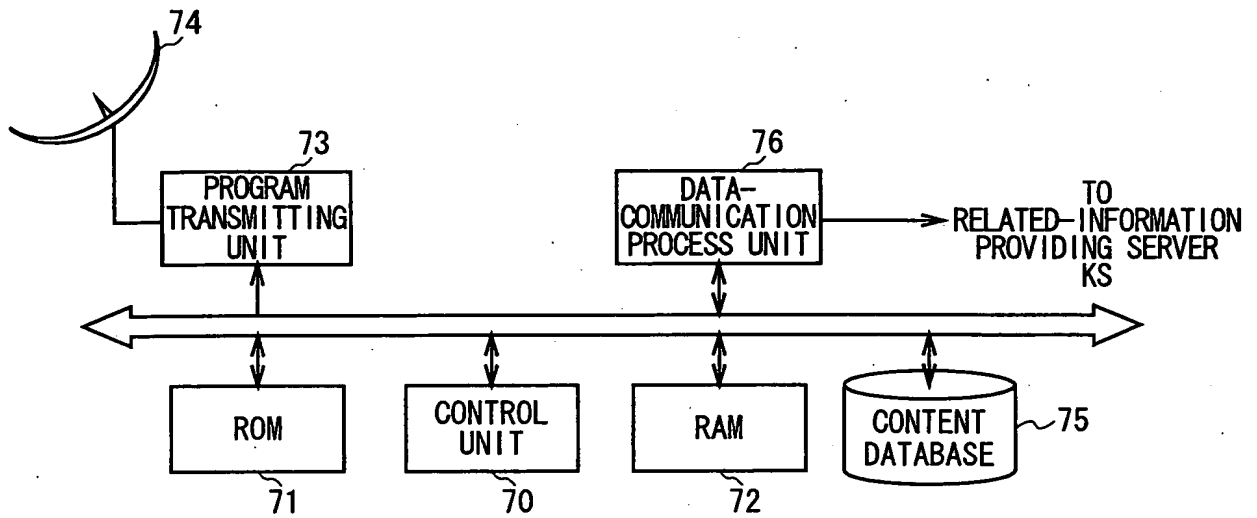 74
73
PROGRAM
TRANSMITTING
UNIT
76
DATA-
COMMUNICATION
PROCESS UNIT
TO
RELATED-INFORMATION
PROVIDING SERVER
KS
ROM
71
CONTROL
UNIT
70
RAM
72
CONTENT
DATABASE
75